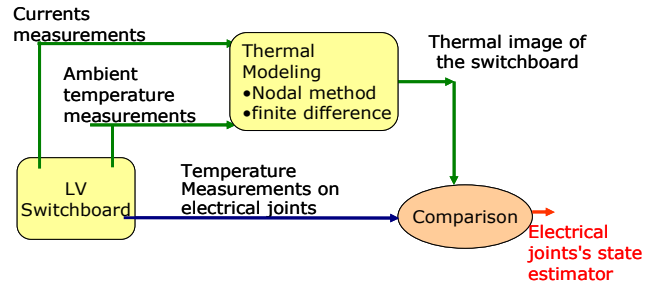 Currents
measurements
Ambient
temperature
measurements
Thermal
Modeling
•Nodal method
•finite difference
Thermal image of
the switchboard
LV
Switchboard
Temperature
Measurements on
electrical joints
Comparison
Electrical
joints's state
estimator